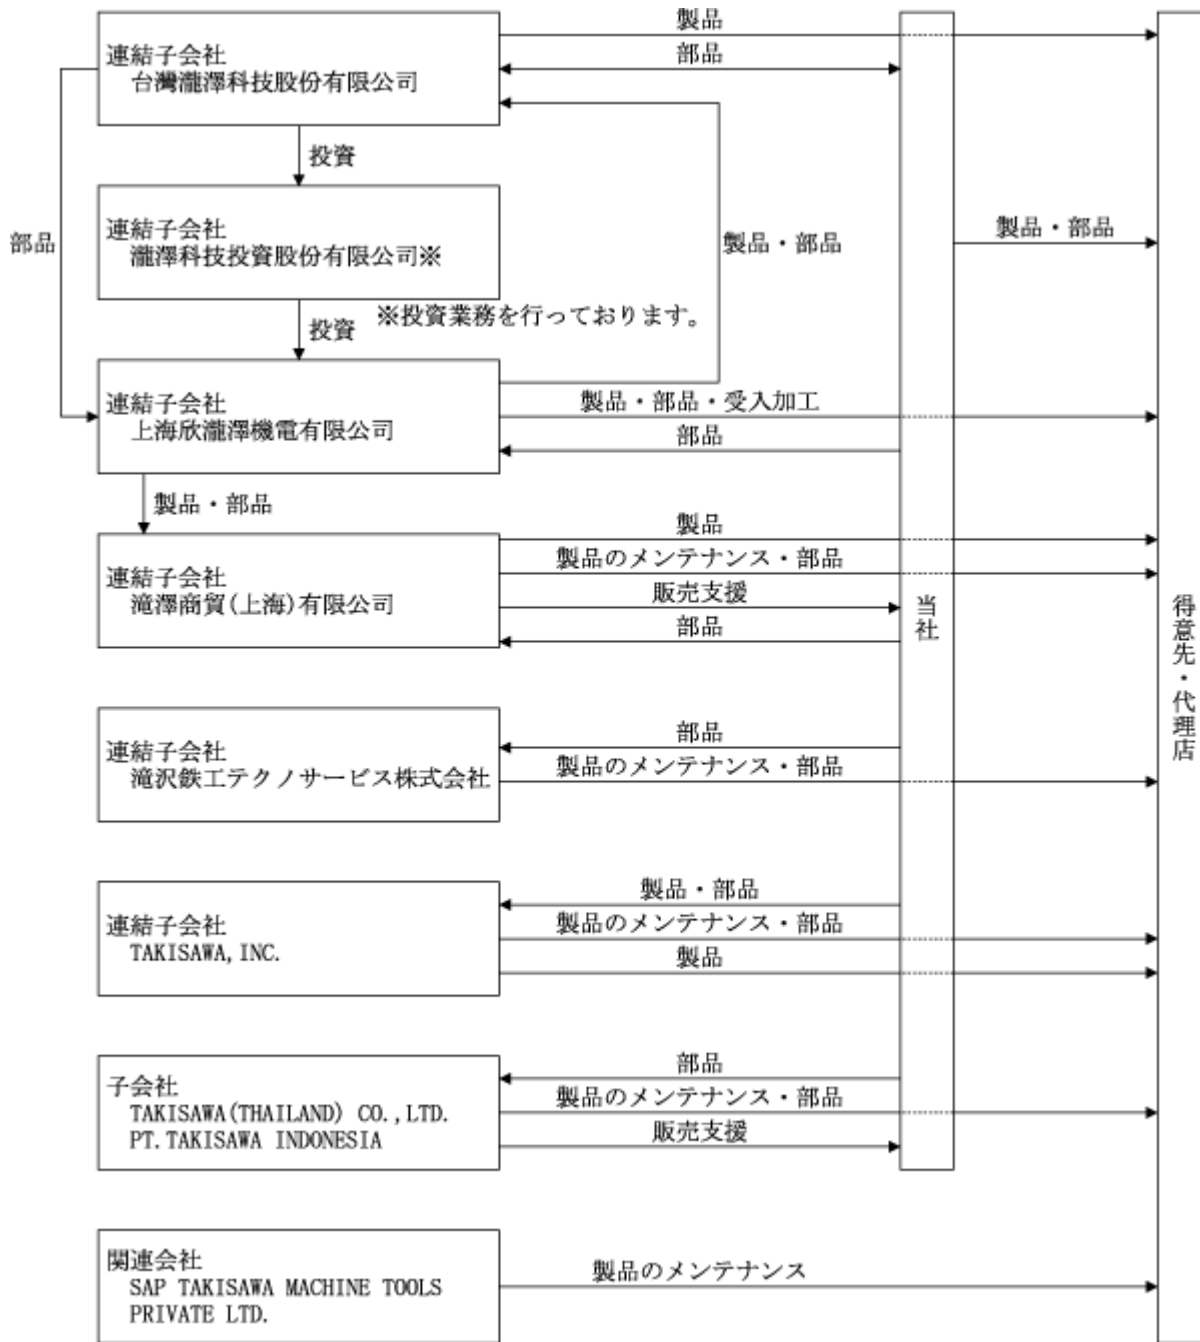 製品
連結子会社
台灣瀧澤科技股份有限公司
部品
投資
部品
連結子会社
瀧澤科技投資股份有限公司※
製品・部品
製品・部品
※投資業務を行っております。
投資
連結子会社
上海欣瀧澤機電有限公司
製品・部品・受入加工
部品
製品・部品
連結子会社
滝澤商貿(上海)有限公司
製品
製品のメンテナンス・部品
販売支援
部品
当社
得意先・代理店
連結子会社
滝沢鉄工テクノサービス株式会社
部品
製品のメンテナンス・部品
連結子会社
TAKISAWA,INC.
製品・部品
製品のメンテナンス・部品
製品
子会社
TAKISAWA(THAILAND) CO.,LTD.
PT.TAKISAWA INDONESIA
部品
製品のメンテナンス・部品
販売支援
関連会社
SAP TAKISAWA MACHINE TOOLS
PRIVATE LTD.
製品のメンテナンス